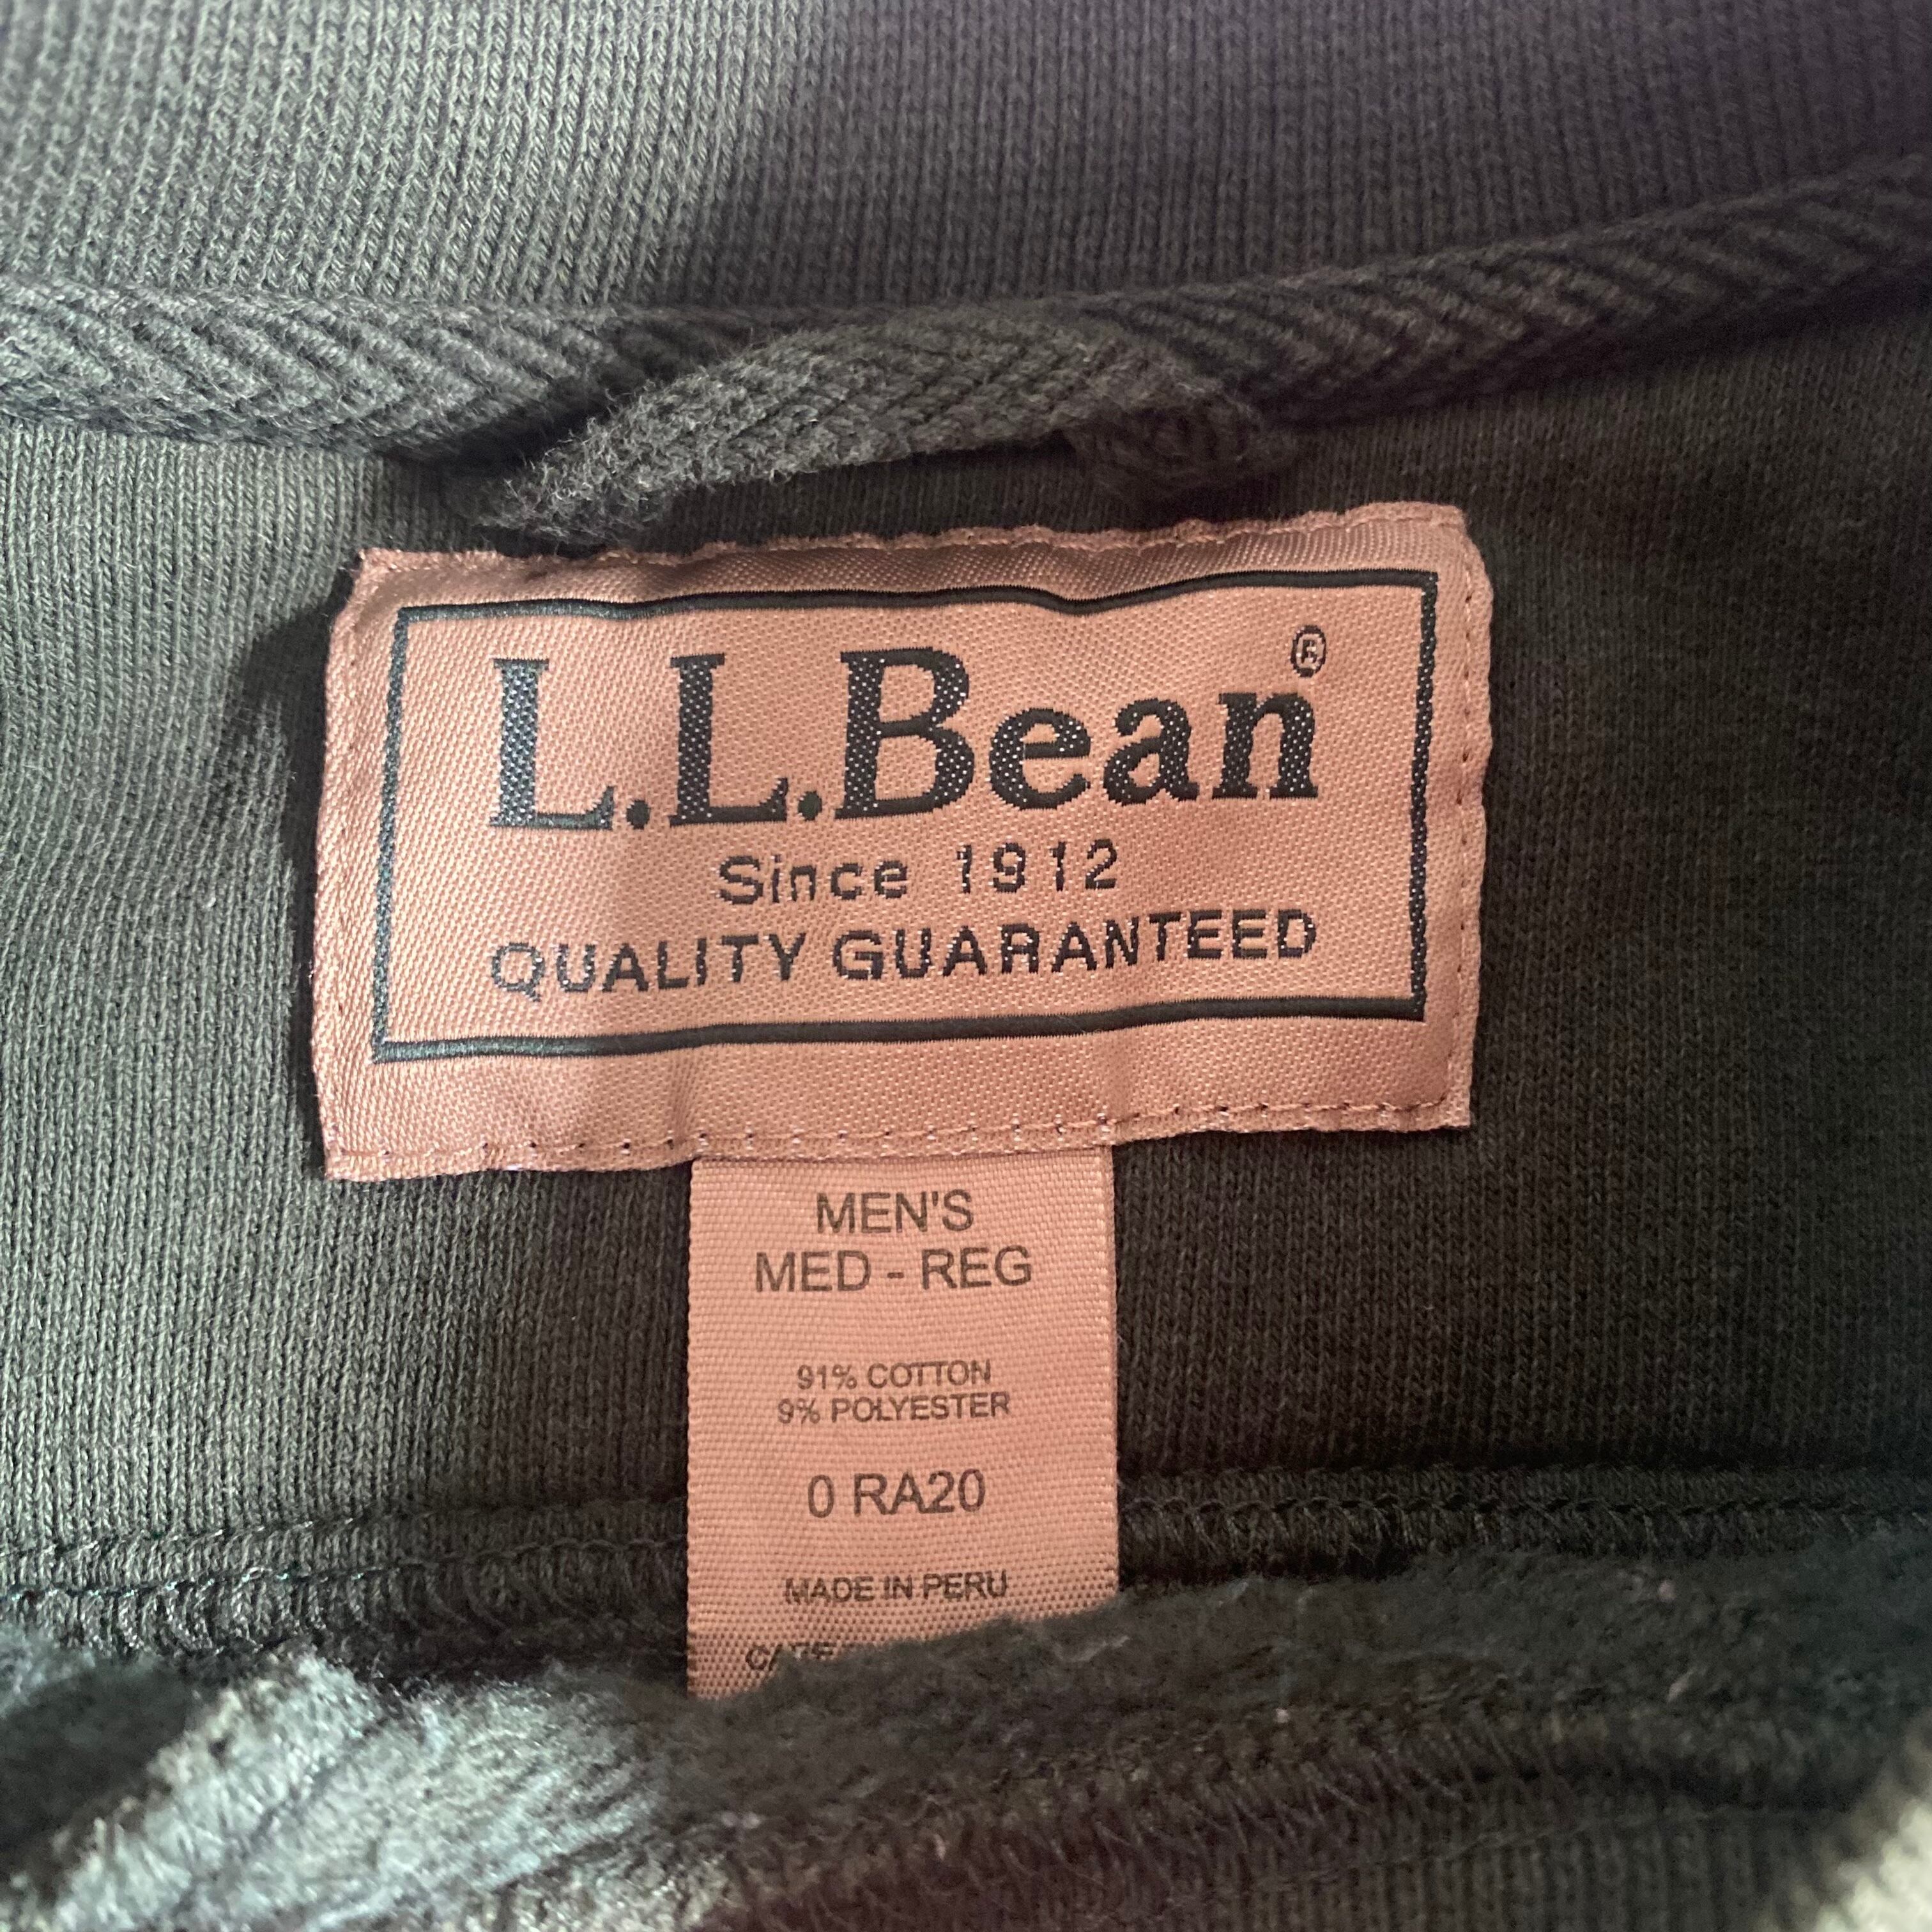 L.L.Bean®
Since 1912
QUALITY GUARANTEED
MEN'S
MED - REG
91% COTTON
9% POLYESTER
0 RA20
MADE IN PERU